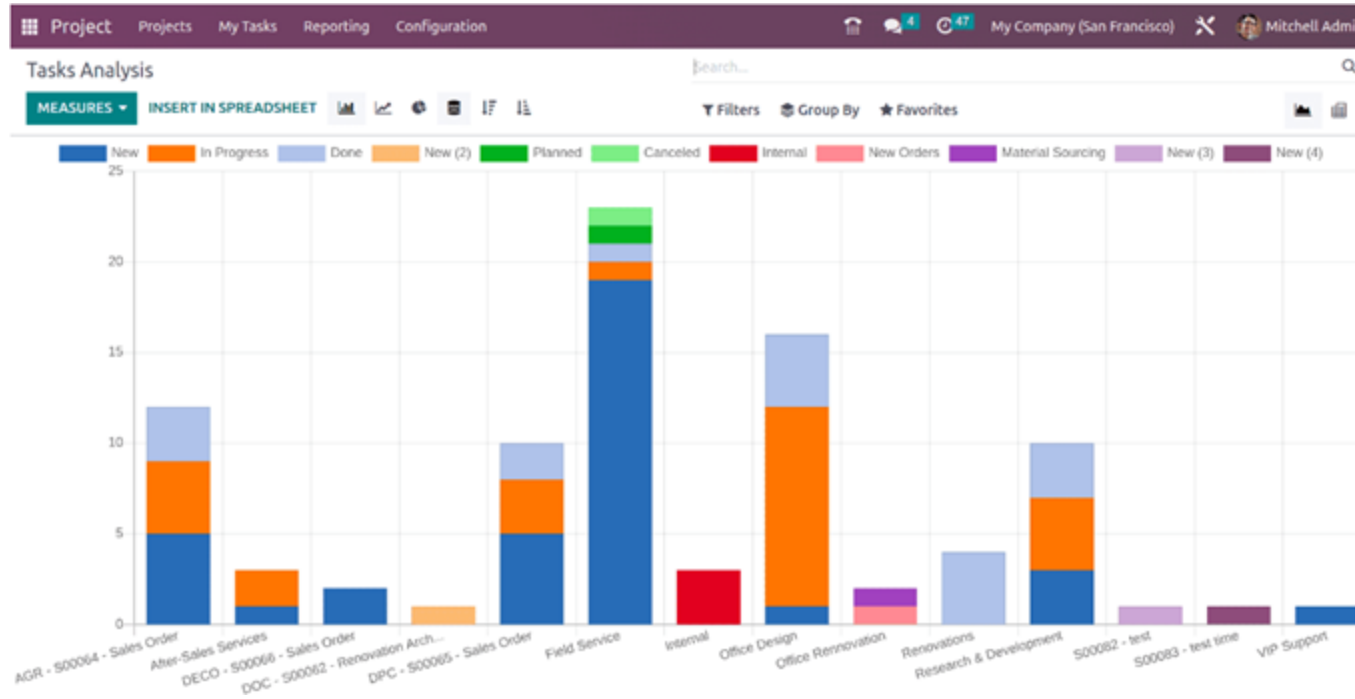 Project Projects My Tasks Reporting Configuration 4 47 My Company (San Francisco) Mitchell Admi
Tasks Analysis Search...
MEASURES INSERT IN SPREADSHEET Filters Group By Favorites
New In Progress Done New (2) Planned Canceled Internal New Orders Material Sourcing New (3) New (4)
25
20
15
10
5
0
AGR - S00064 - Sales Order After-Sales Services DECO - S00066 - Sales Order DOC - S00062 - Renovation Arch... DPC - S00065 - Sales Order Field Service Internal Office Design Office Rennovation Renovations Research & Development S00082 - test S00083 - test time VIP Support